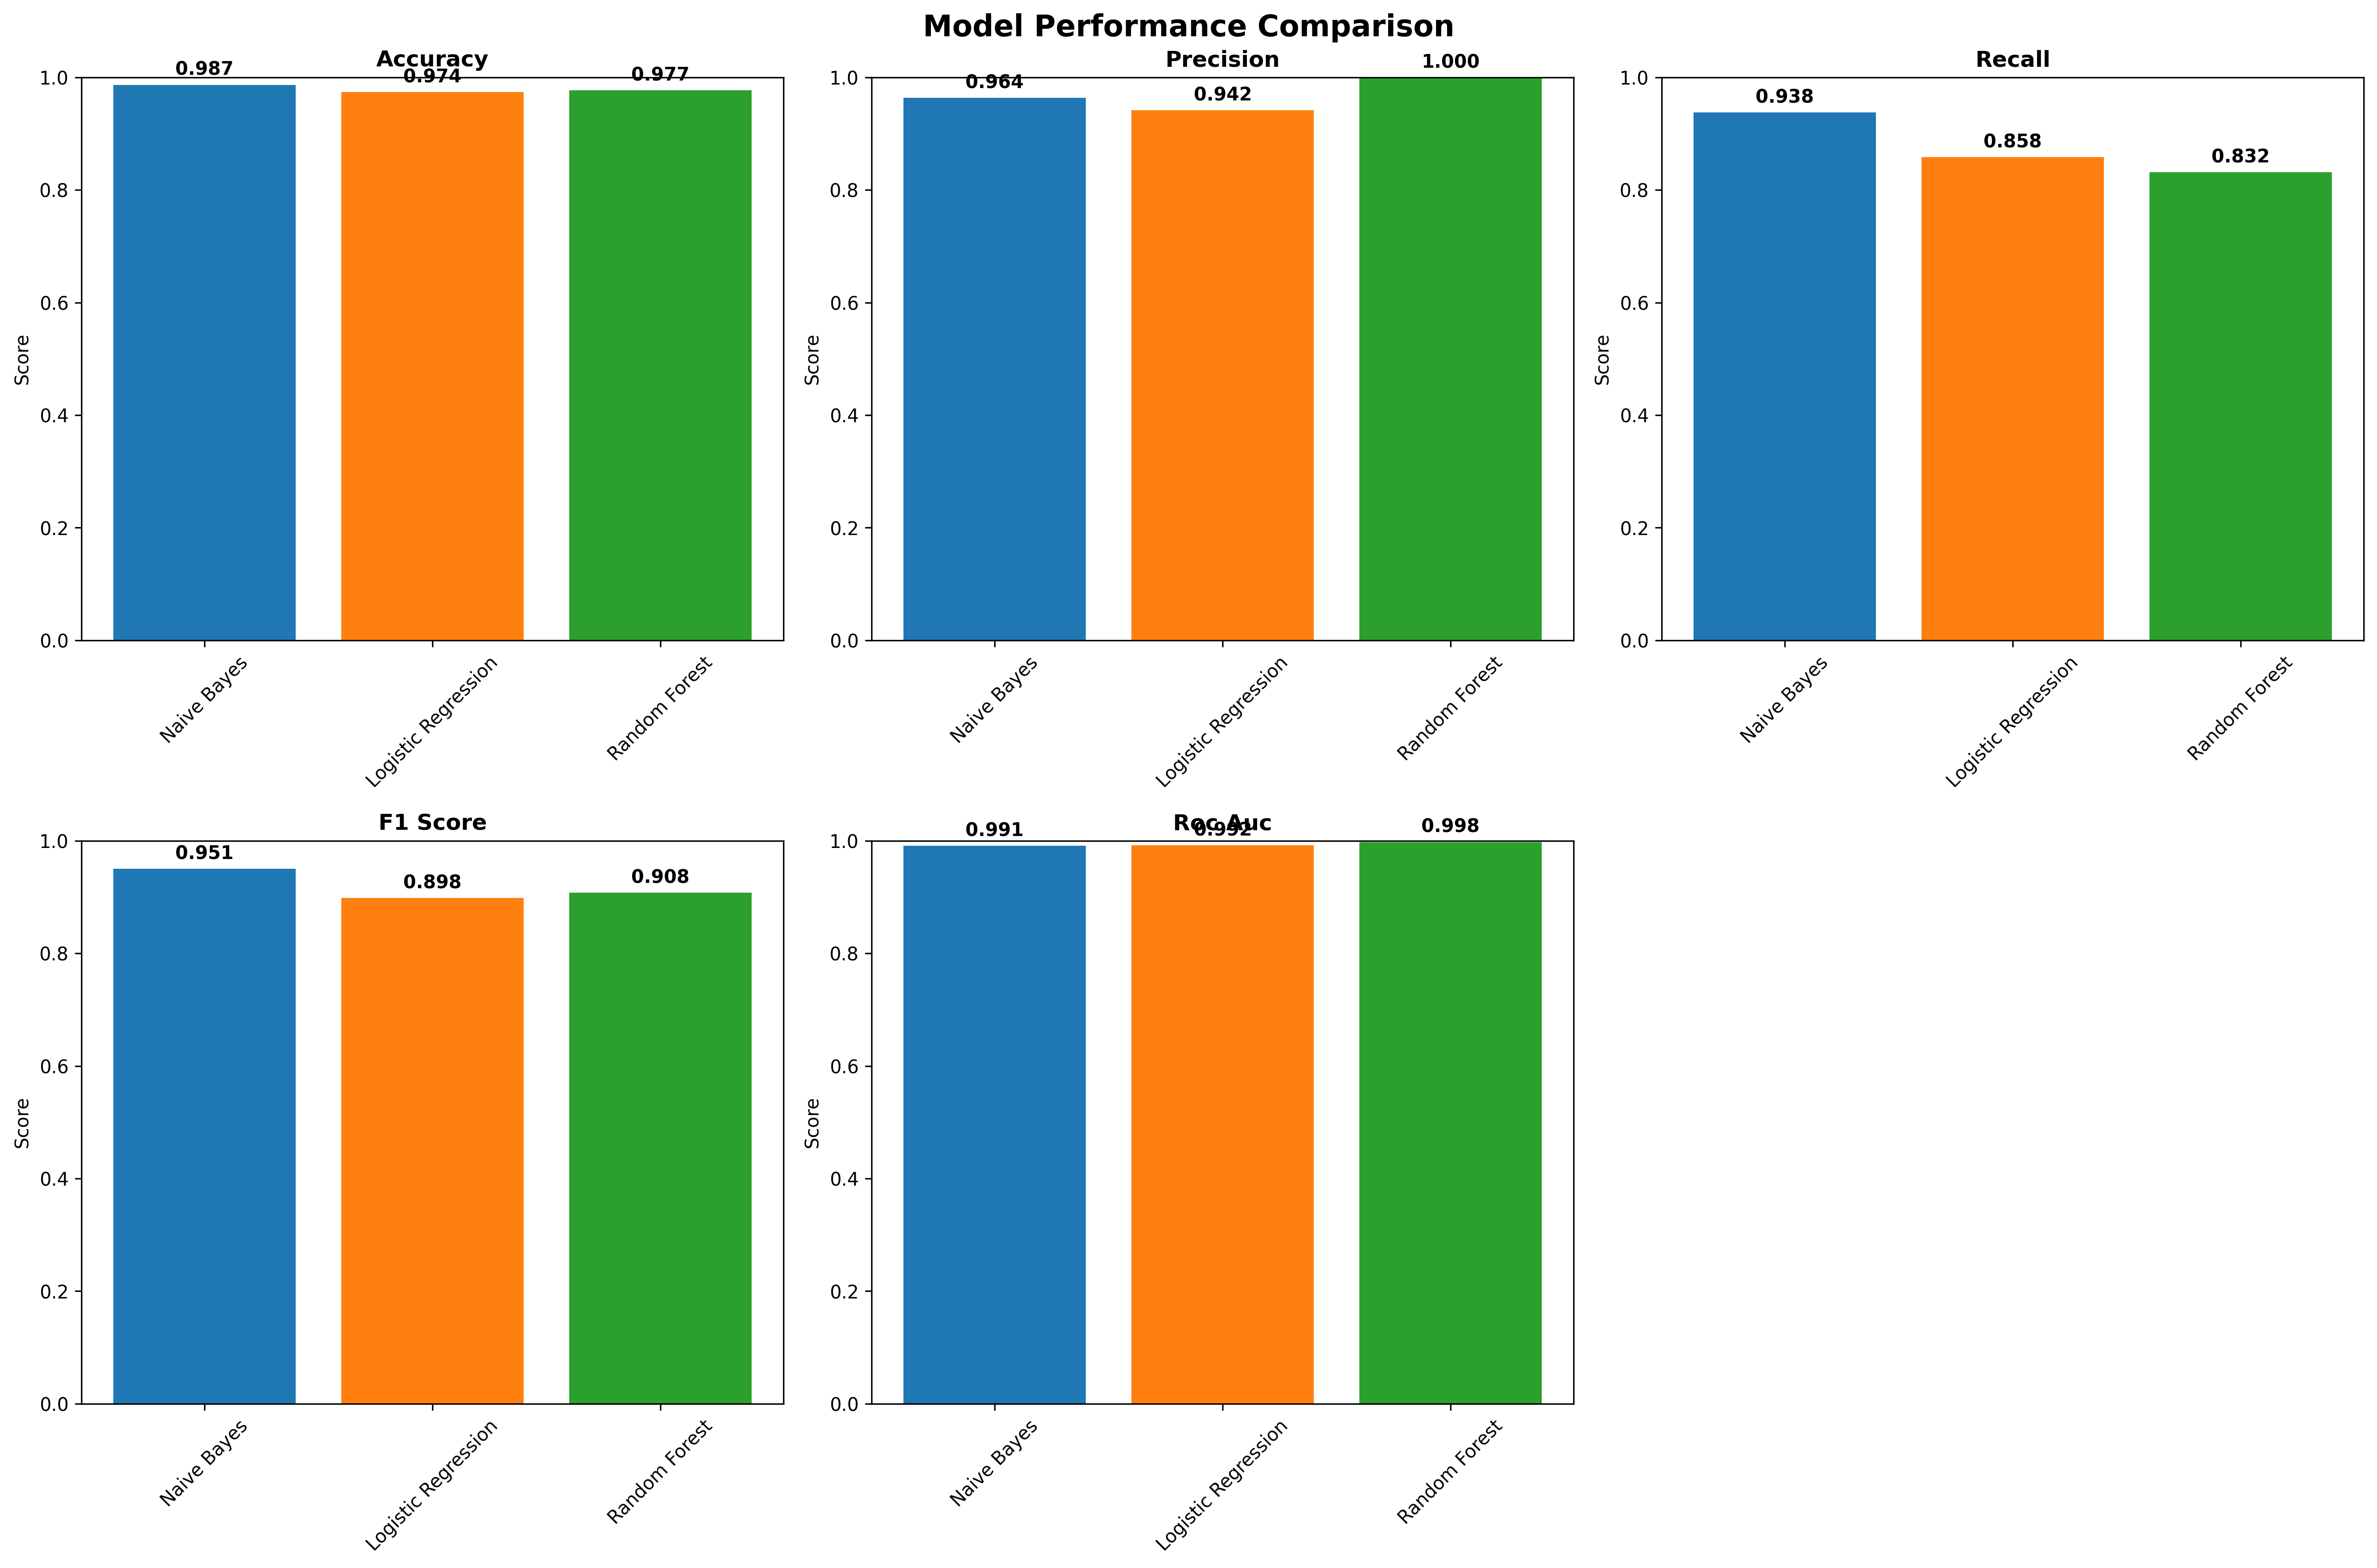 Model Performance Comparison
Accuracy
0.987
0.974
0.977
1.0
0.8
0.6
0.4
0.2
0.0
Score
Naive Bayes
Logistic Regression
Random Forest
Precision
0.964
0.942
1.000
1.0
0.8
0.6
0.4
0.2
0.0
Score
Naive Bayes
Logistic Regression
Random Forest
Recall
0.938
0.858
0.832
1.0
0.8
0.6
0.4
0.2
0.0
Score
Naive Bayes
Logistic Regression
Random Forest
F1 Score
0.951
0.898
0.908
1.0
0.8
0.6
0.4
0.2
0.0
Score
Naive Bayes
Logistic Regression
Random Forest
Roc Auc
0.991
0.992
0.998
1.0
0.8
0.6
0.4
0.2
0.0
Score
Naive Bayes
Logistic Regression
Random Forest